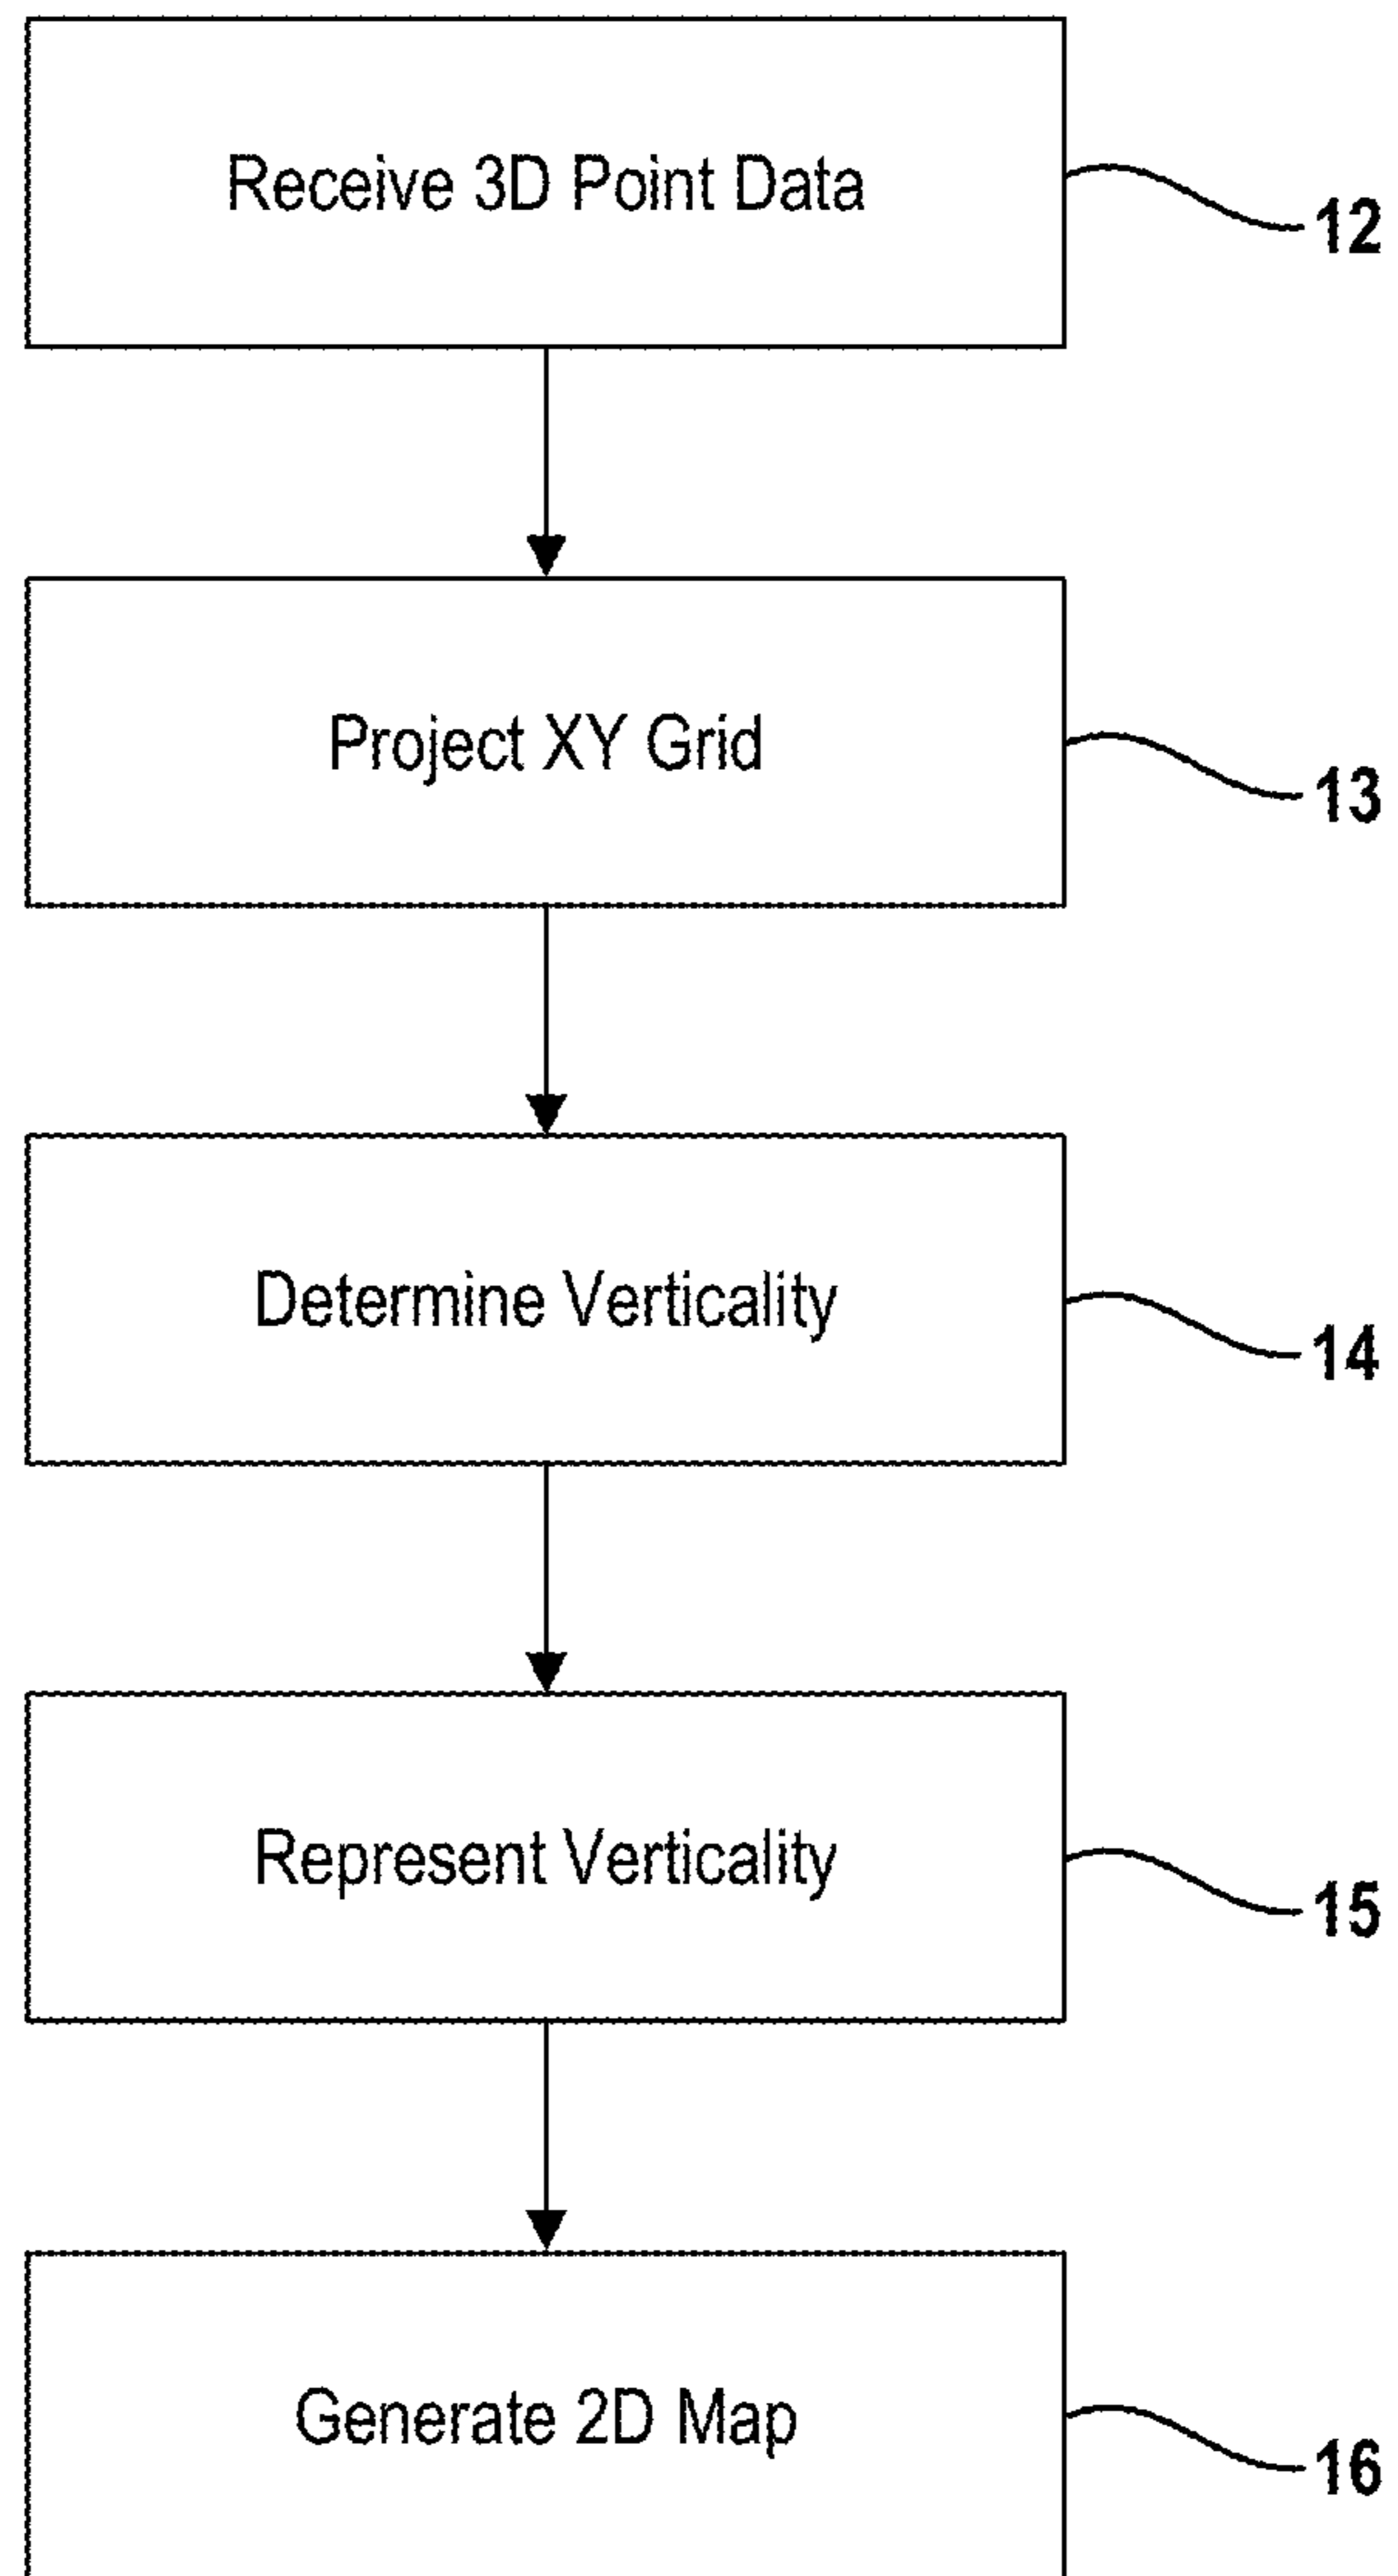 Receive 3D Point Data
12
Project XY Grid
13
Determine Verticality
14
Represent Verticality
15
Generate 2D Map
16